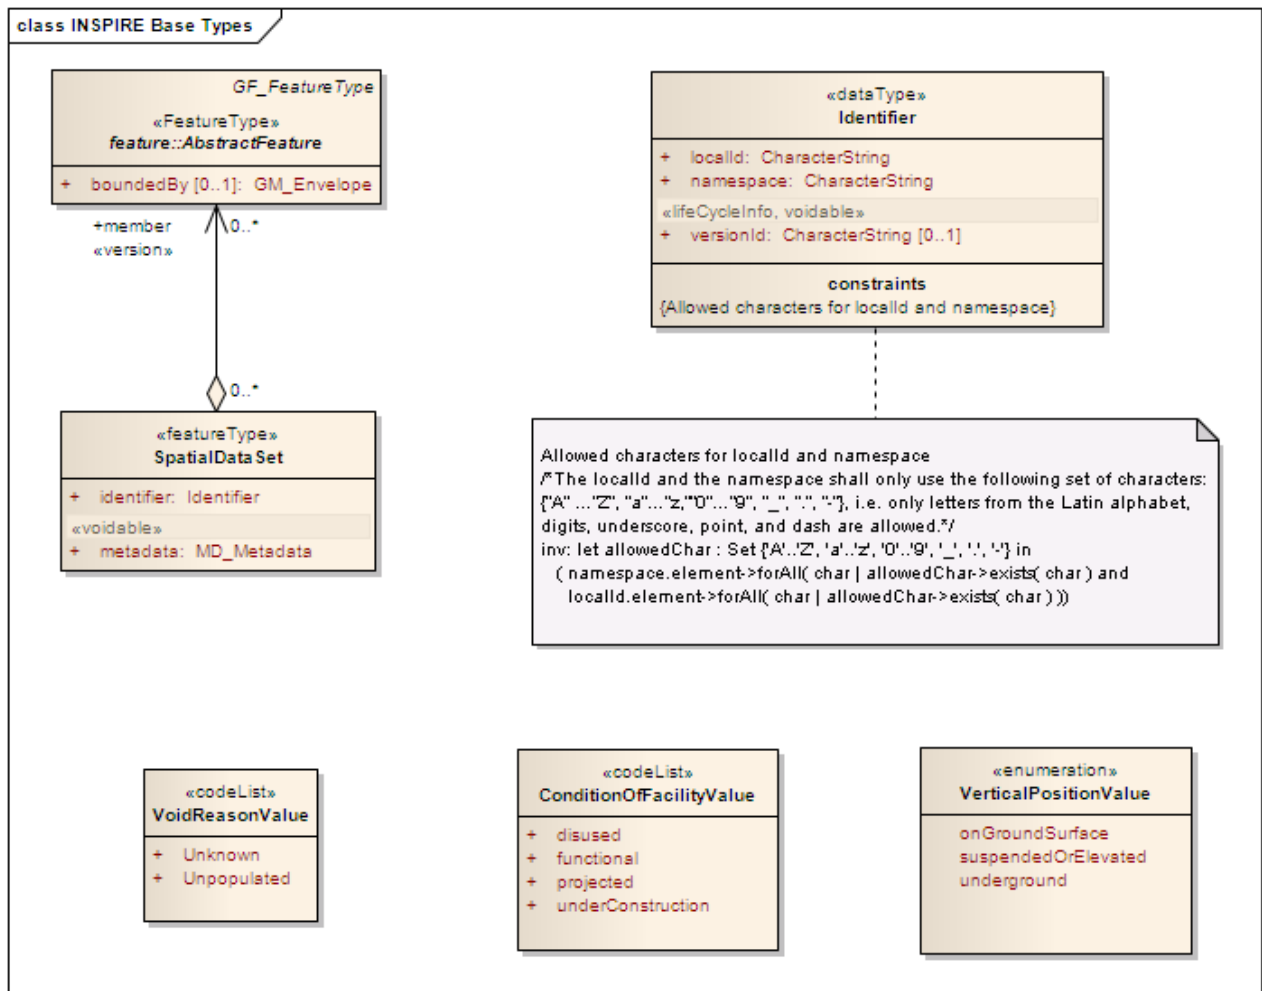 class INSPIRE Base Types
GF_FeatureType
«FeatureType»
feature::AbstractFeature
+ boundedBy [0..1]: GM_Envelope
+member
0..*
«version»
0..*
«featureType»
SpatialDataSet
+ identifier: Identifier
«voidable»
+ metadata: MD_Metadata
«dataType»
Identifier
+ localId: CharacterString
+ namespace: CharacterString
«lifeCycleInfo, voidable»
+ versionId: CharacterString [0..1]
constraints
{Allowed characters for localId and namespace}
Allowed characters for localId and namespace
/*The localId and the namespace shall only use the following set of characters:
{"A" ..."Z", "a"..."z,"0"..."9", "_", ".", "-"}, i.e. only letters from the Latin alphabet,
digits, underscore, point, and dash are allowed.*/
inv: let allowedChar : Set {'A'..'Z', 'a'..'z', '0'..'9', '_', '.', '-'} in
( namespace.element->forAll( char | allowedChar->exists( char ) and
localId.element->forAll( char | allowedChar->exists( char ) ))
«codeList»
VoidReasonValue
+ Unknown
+ Unpopulated
«codeList»
ConditionOfFacilityValue
+ disused
+ functional
+ projected
+ underConstruction
«enumeration»
VerticalPositionValue
onGroundSurface
suspendedOrElevated
underground